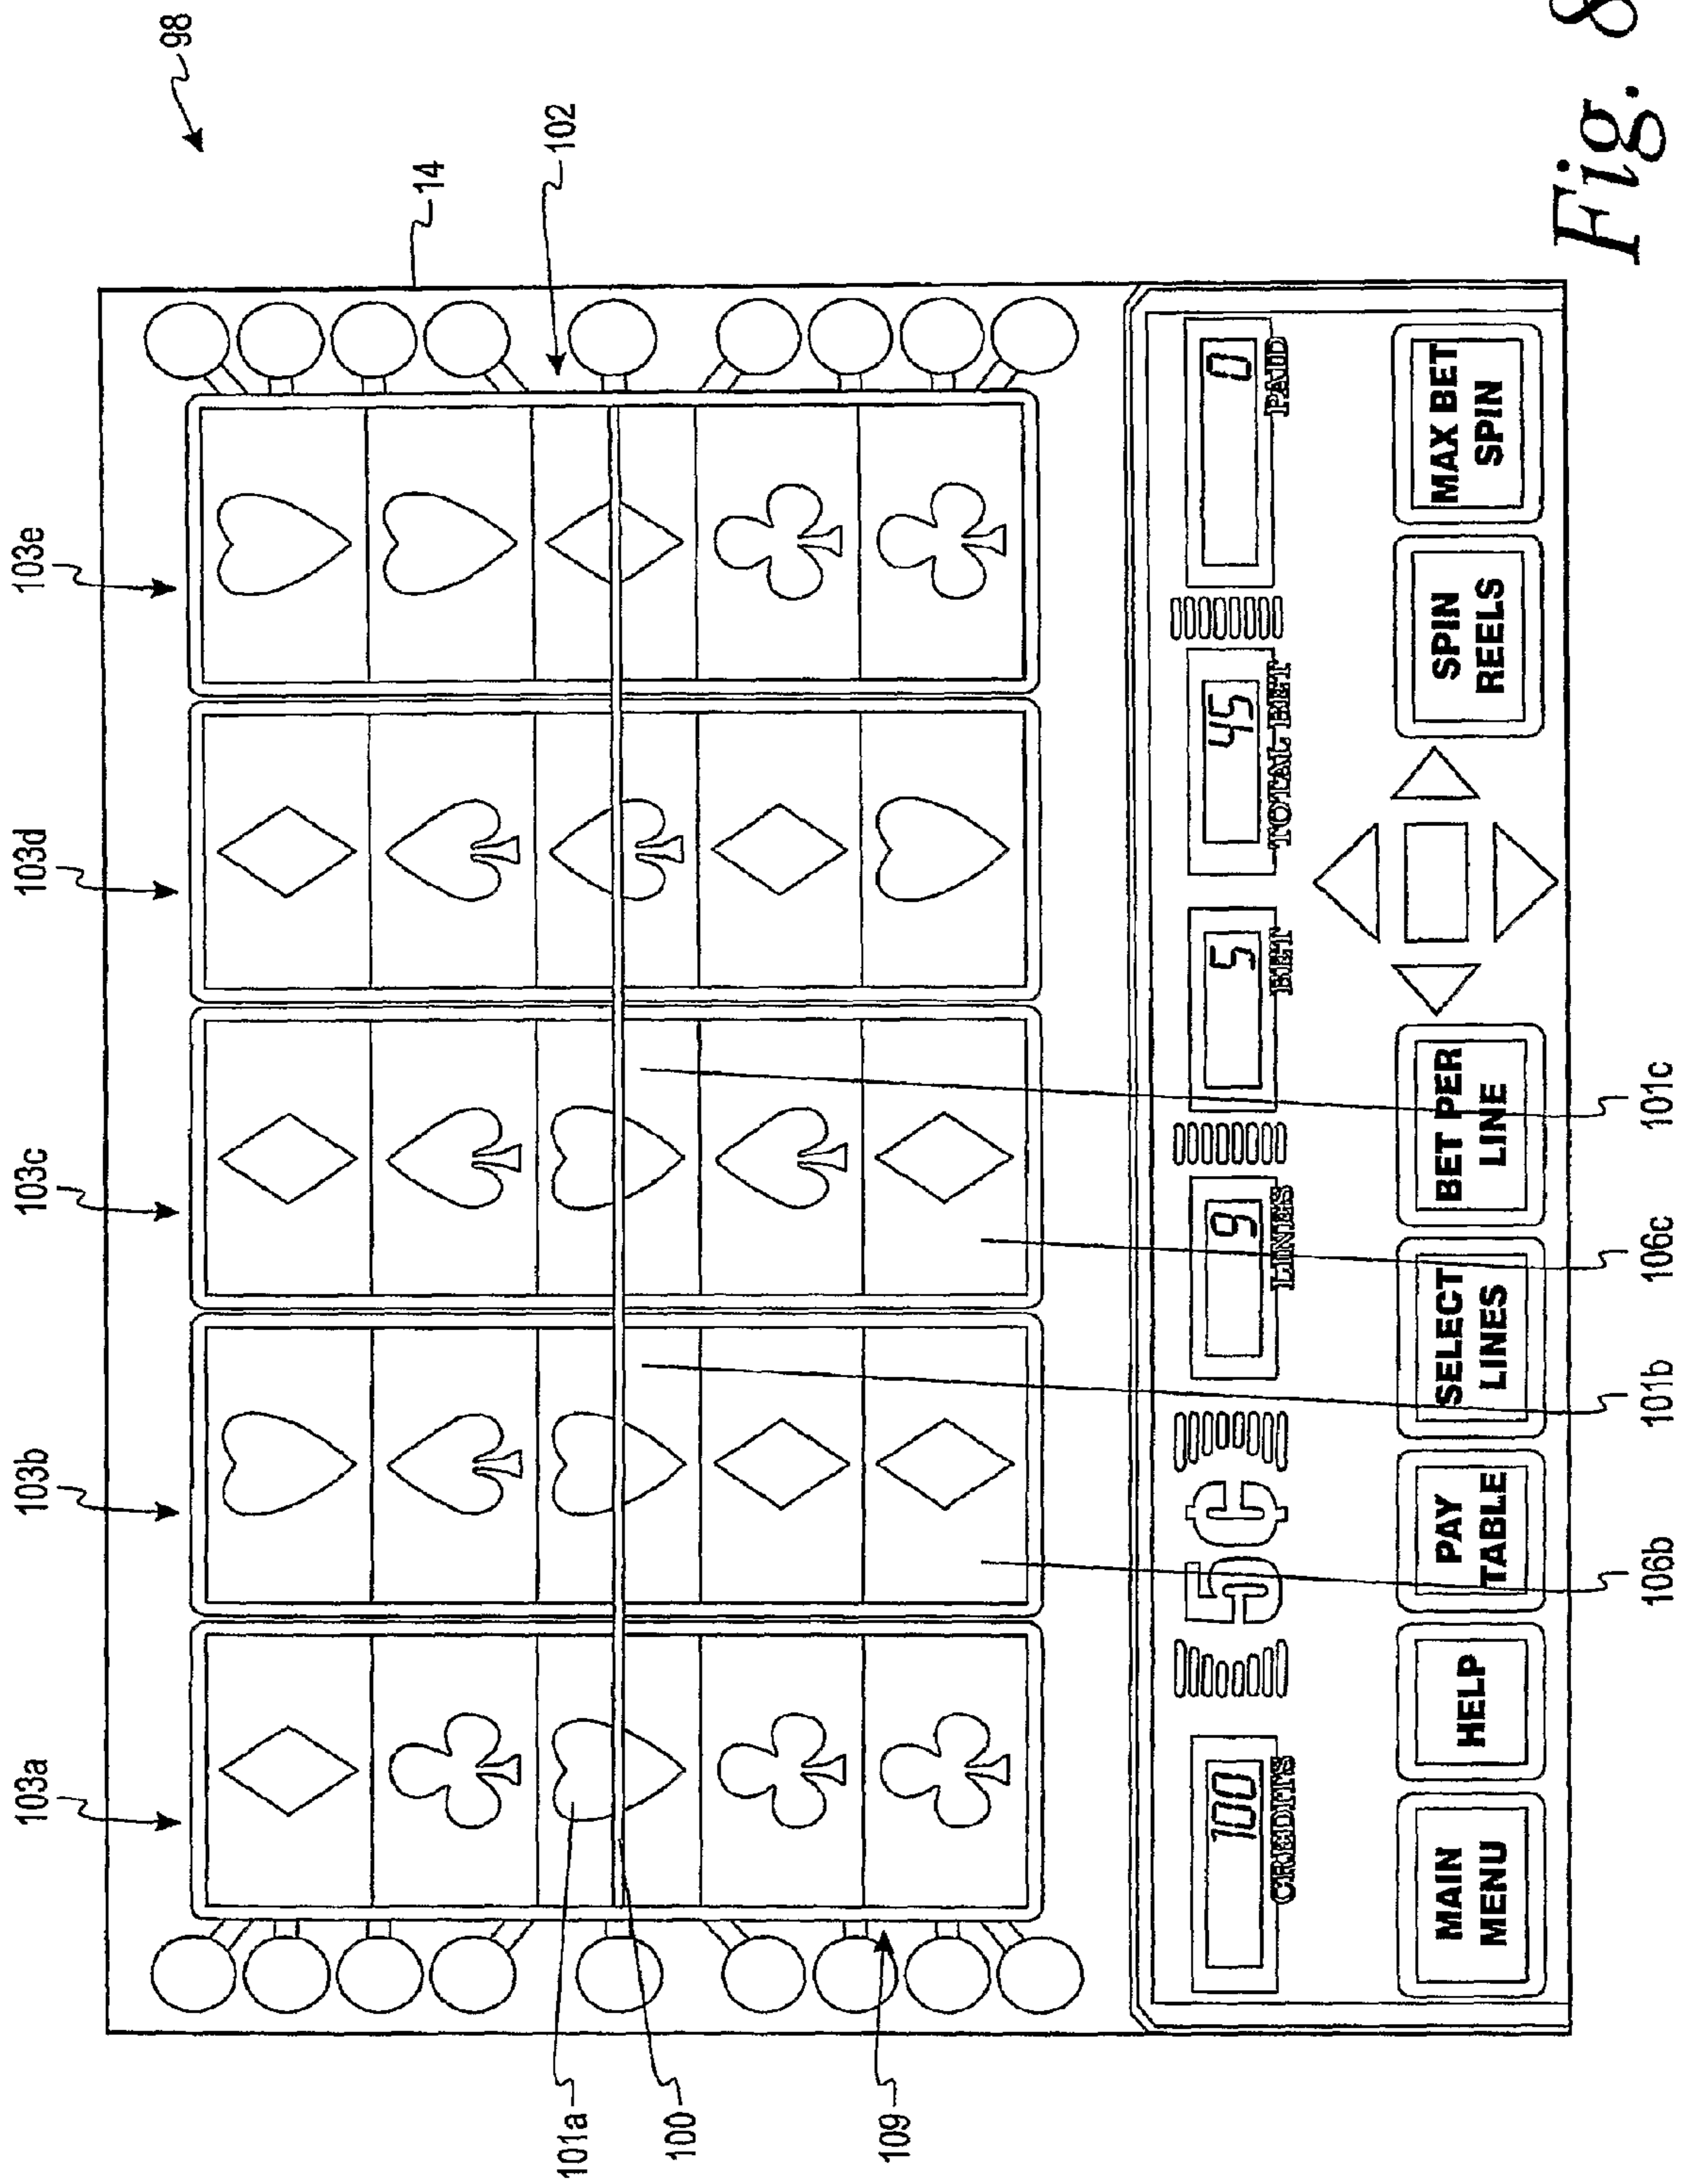 98
14
102
103a
103b
103c
103d
103e
101a
100
109
100
CREDITS
5¢
9
LINES
5
BET
45
TOTAL BET
0
PAID
MAIN
MENU
HELP
PAY
TABLE
SELECT
LINES
BET PER
LINE
SPIN
REELS
MAX BET
SPIN
106b
101b
106c
101c
Fig. 8